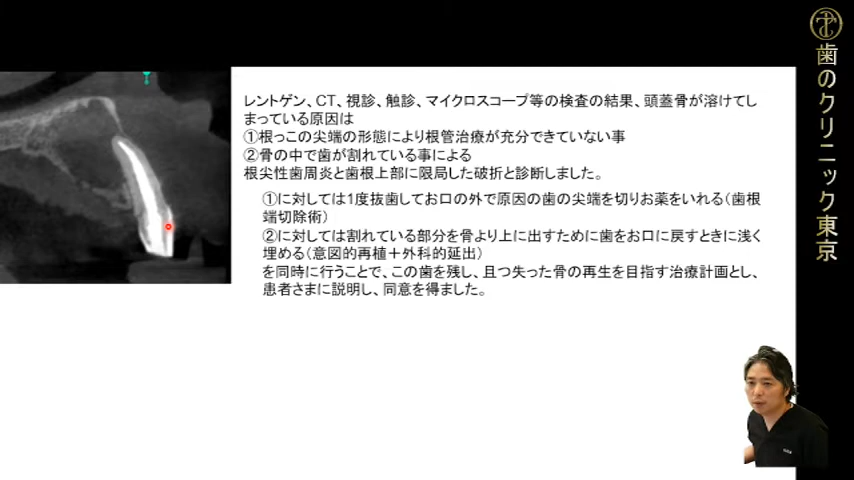 レントゲン、CT、視診、触診、マイクロスコープ等の検査の結果、頭蓋骨が溶けてし
まっている原因は
①根っこの尖端の形態により根管治療が充分できていない事
②骨の中で歯が割れている事による
根尖性歯周炎と歯根上部に限局した破折と診断しました。
①に対しては1度抜歯してお口の外で原因の歯の尖端を切りお薬をいれる(歯根
端切除術)
②に対しては割れている部分を骨より上に出すために歯をお口に戻すときに浅く
埋める(意図的再植＋外科的延出)
を同時に行うことで、この歯を残し、且つ失った骨の再生を目指す治療計画とし、
患者さまに説明し、同意を得ました。
歯のクリニック東京